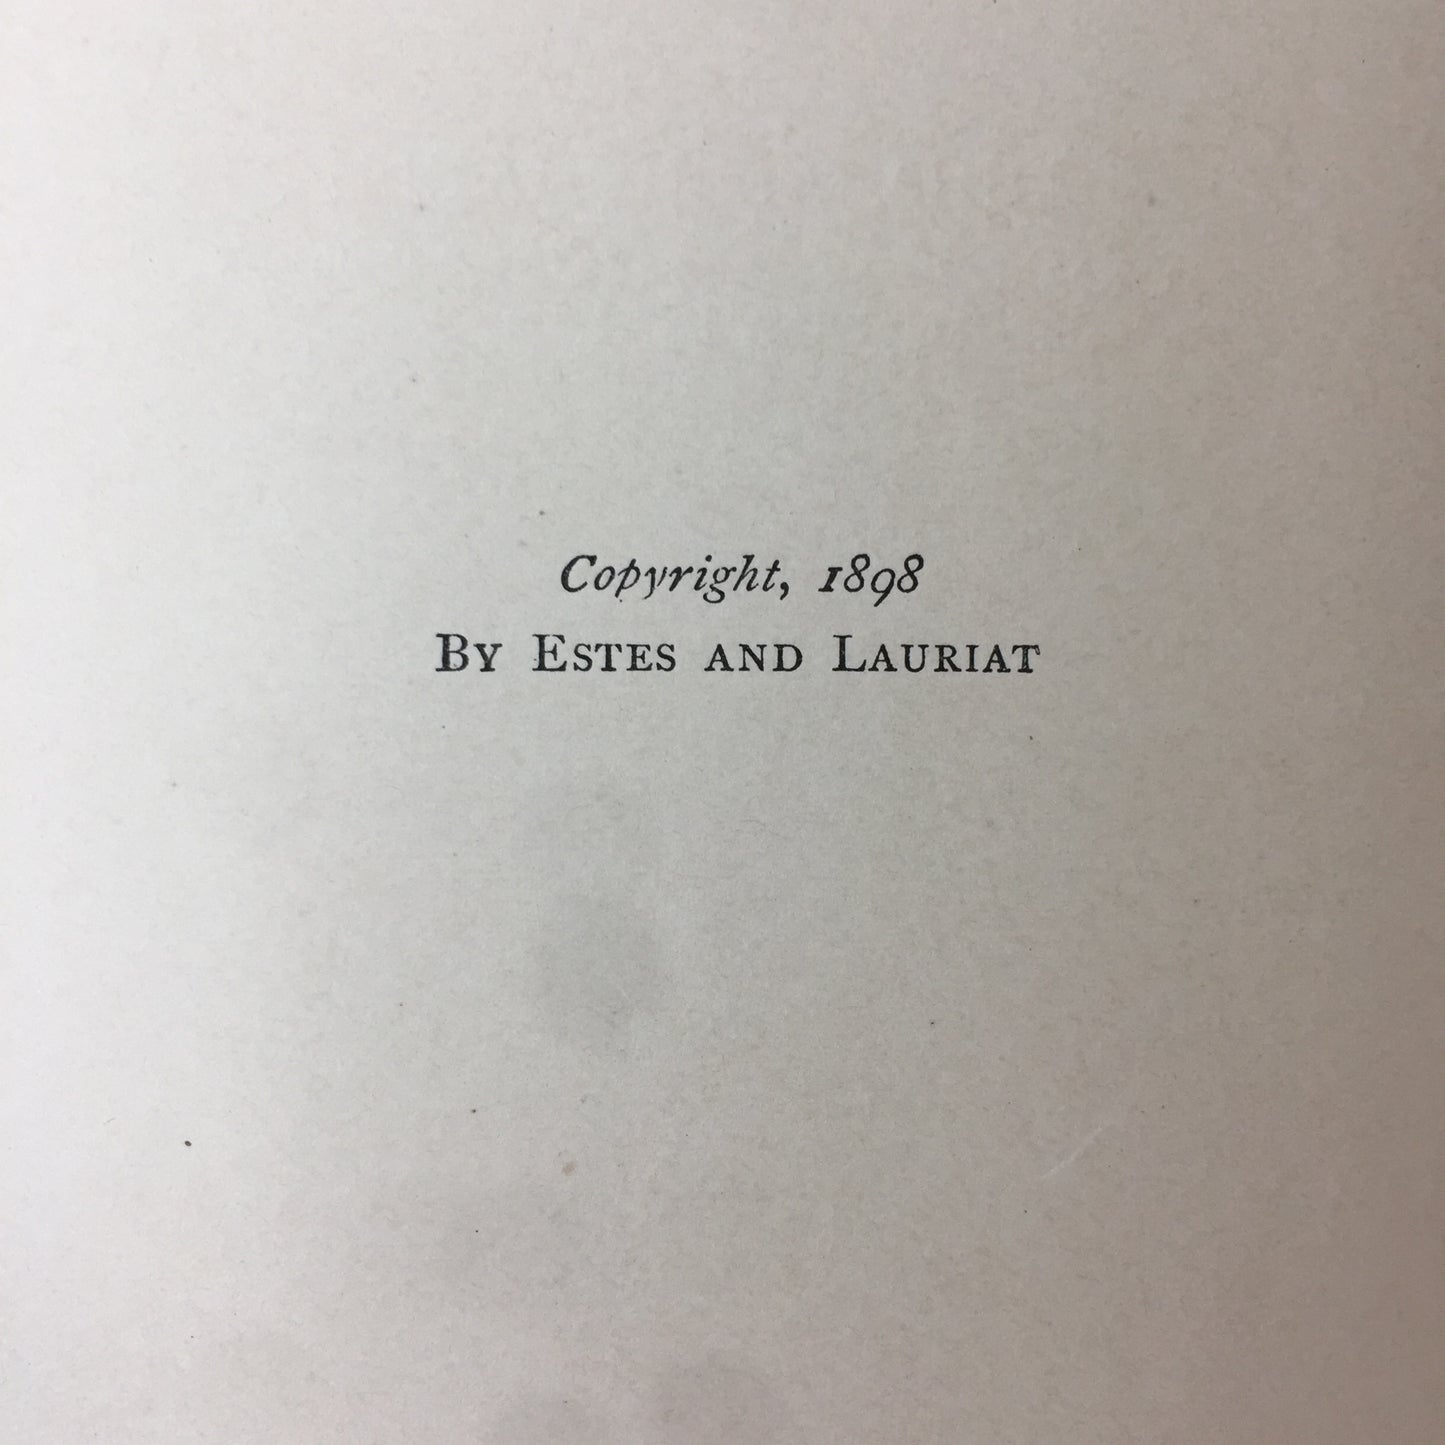 Copyright, 1898
By Estes and Lauriat